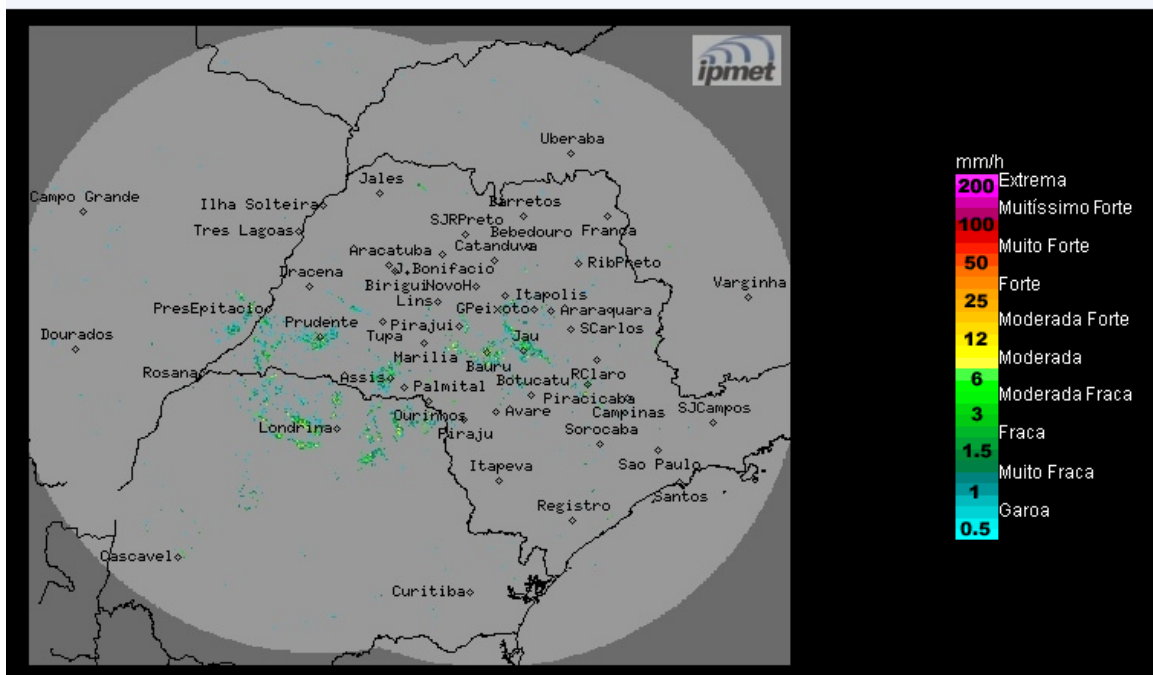 ipmet
Uberaba
Jales
Campo Grande
Ilha Solteira
Barretos
SJRPreto
Tres Lagoas
Bebedouro
Franca
Catanduva
Aracatuba
RibPreto
Dracena
J.Bonifacio
Varginha
Birigui
NovoH
Itapolis
Lins
PresEpitacio
GPeixoto
Araraquara
Prudente
Pirajui
SCarlos
Dourados
Tupa
Jau
Marilia
Bauru
Rosana
Assis
Botucatu
RClaro
Palmital
Piracicaba
Ourinhos
Avare
Campinas
SJCampos
Londrina
Piraju
Sorocaba
Itapeva
Sao Paulo
Santos
Registro
Cascavel
Curitiba
mm/h
200 Extrema
Muitíssimo Forte
100
Muito Forte
50
Forte
25
Moderada Forte
12
Moderada
6
Moderada Fraca
3
Fraca
1.5
Muito Fraca
1
Garoa
0.5